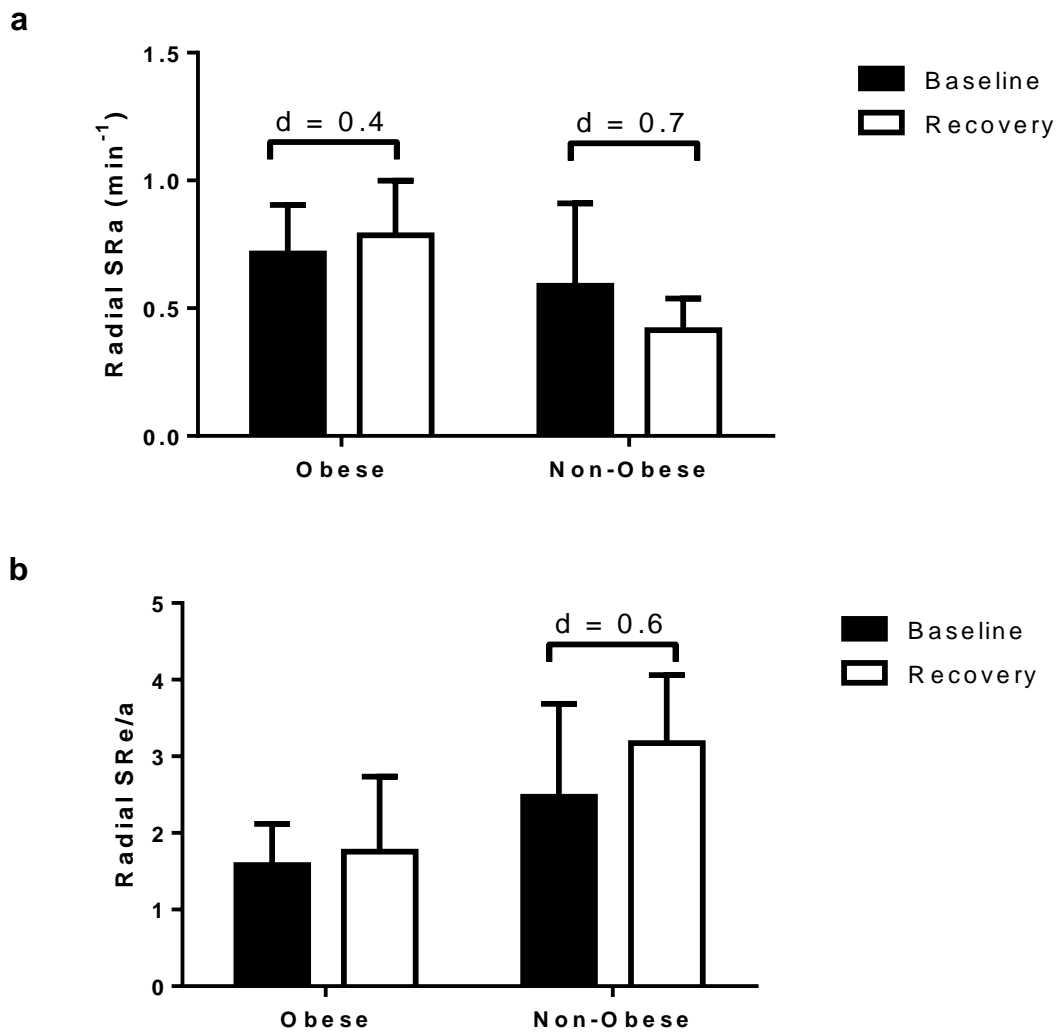 a
Radial SRa (min⁻¹)
1.5
1.0
0.5
0.0
d = 0.4
d = 0.7
Baseline
Recovery
Obese
Non-Obese
b
Radial SRe/a
5
4
3
2
1
0
d = 0.6
Baseline
Recovery
Obese
Non-Obese